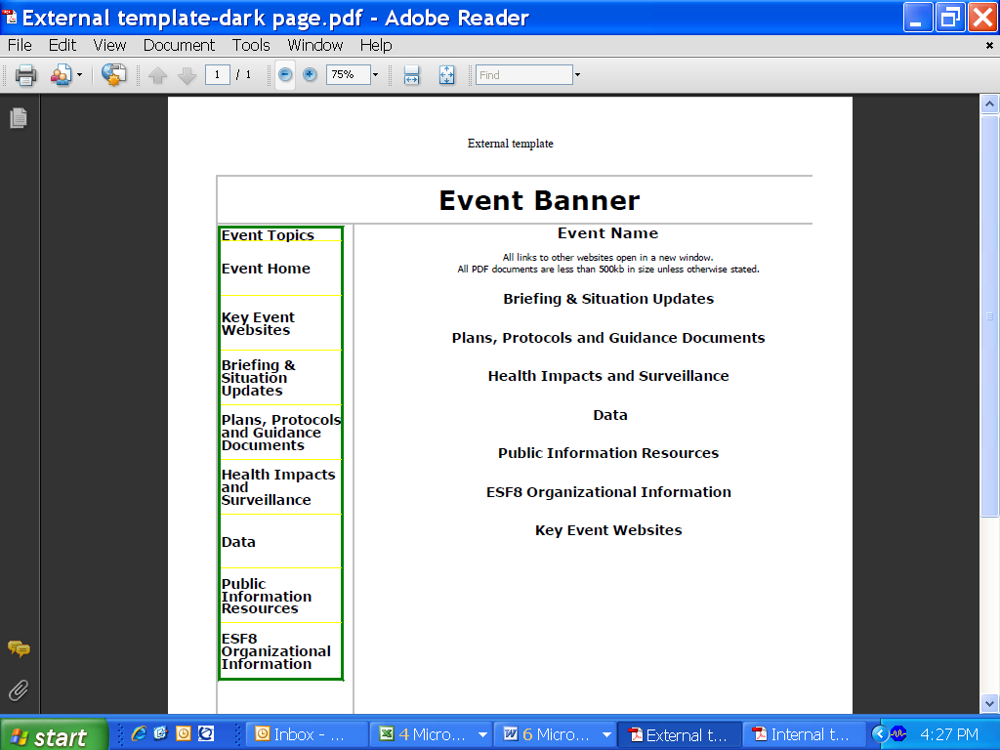 External template-dark page.pdf - Adobe Reader
File Edit View Document Tools Window Help
1 / 1 75% Find
External template
Event Banner
Event Topics
Event Home
Key Event
Websites
Briefing &
Situation
Updates
Plans, Protocols
and Guidance
Documents
Health Impacts
and
Surveillance
Data
Public
Information
Resources
ESF8
Organizational
Information
Event Name
All links to other websites open in a new window.
All PDF documents are less than 500kb in size unless otherwise stated.
Briefing & Situation Updates
Plans, Protocols and Guidance Documents
Health Impacts and Surveillance
Data
Public Information Resources
ESF8 Organizational Information
Key Event Websites
start Inbox - ... 4 Micro... 6 Micro... External t... Internal t... 4:27 PM